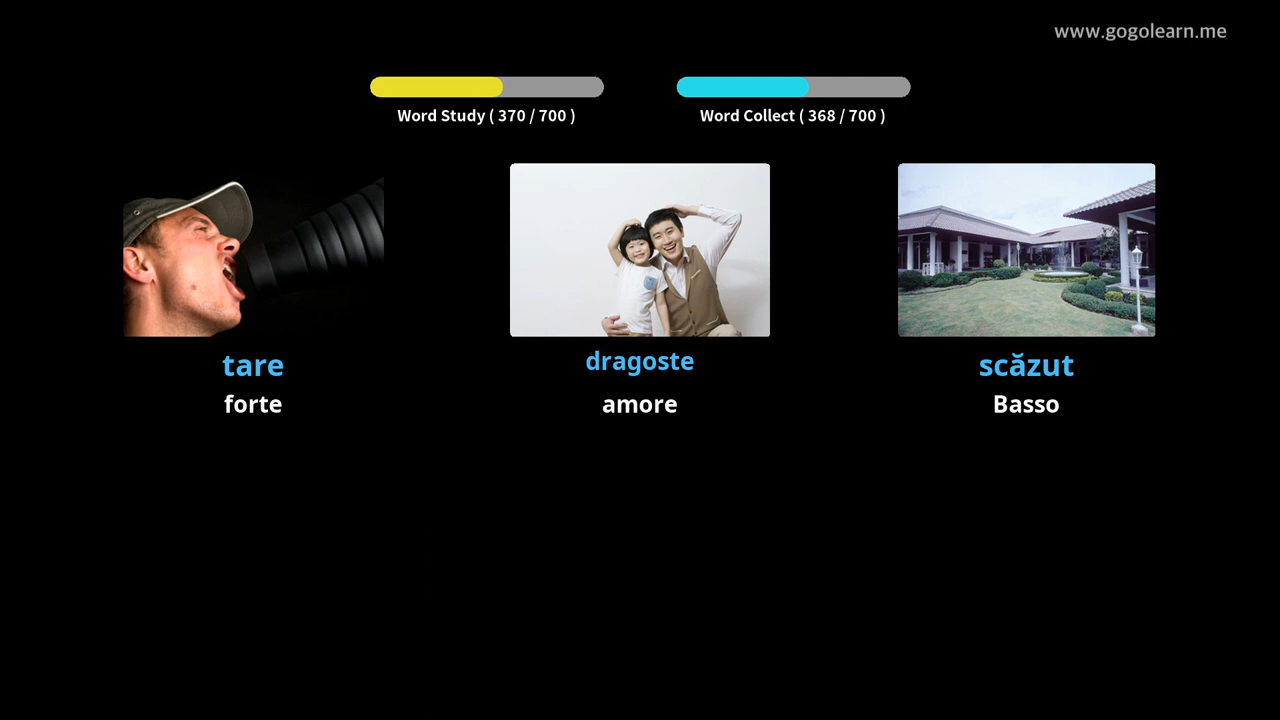 www.gogolearn.me
Word Study ( 370 / 700 )
Word Collect ( 368 / 700 )
tare
dragoste
scăzut
forte
amore
Basso